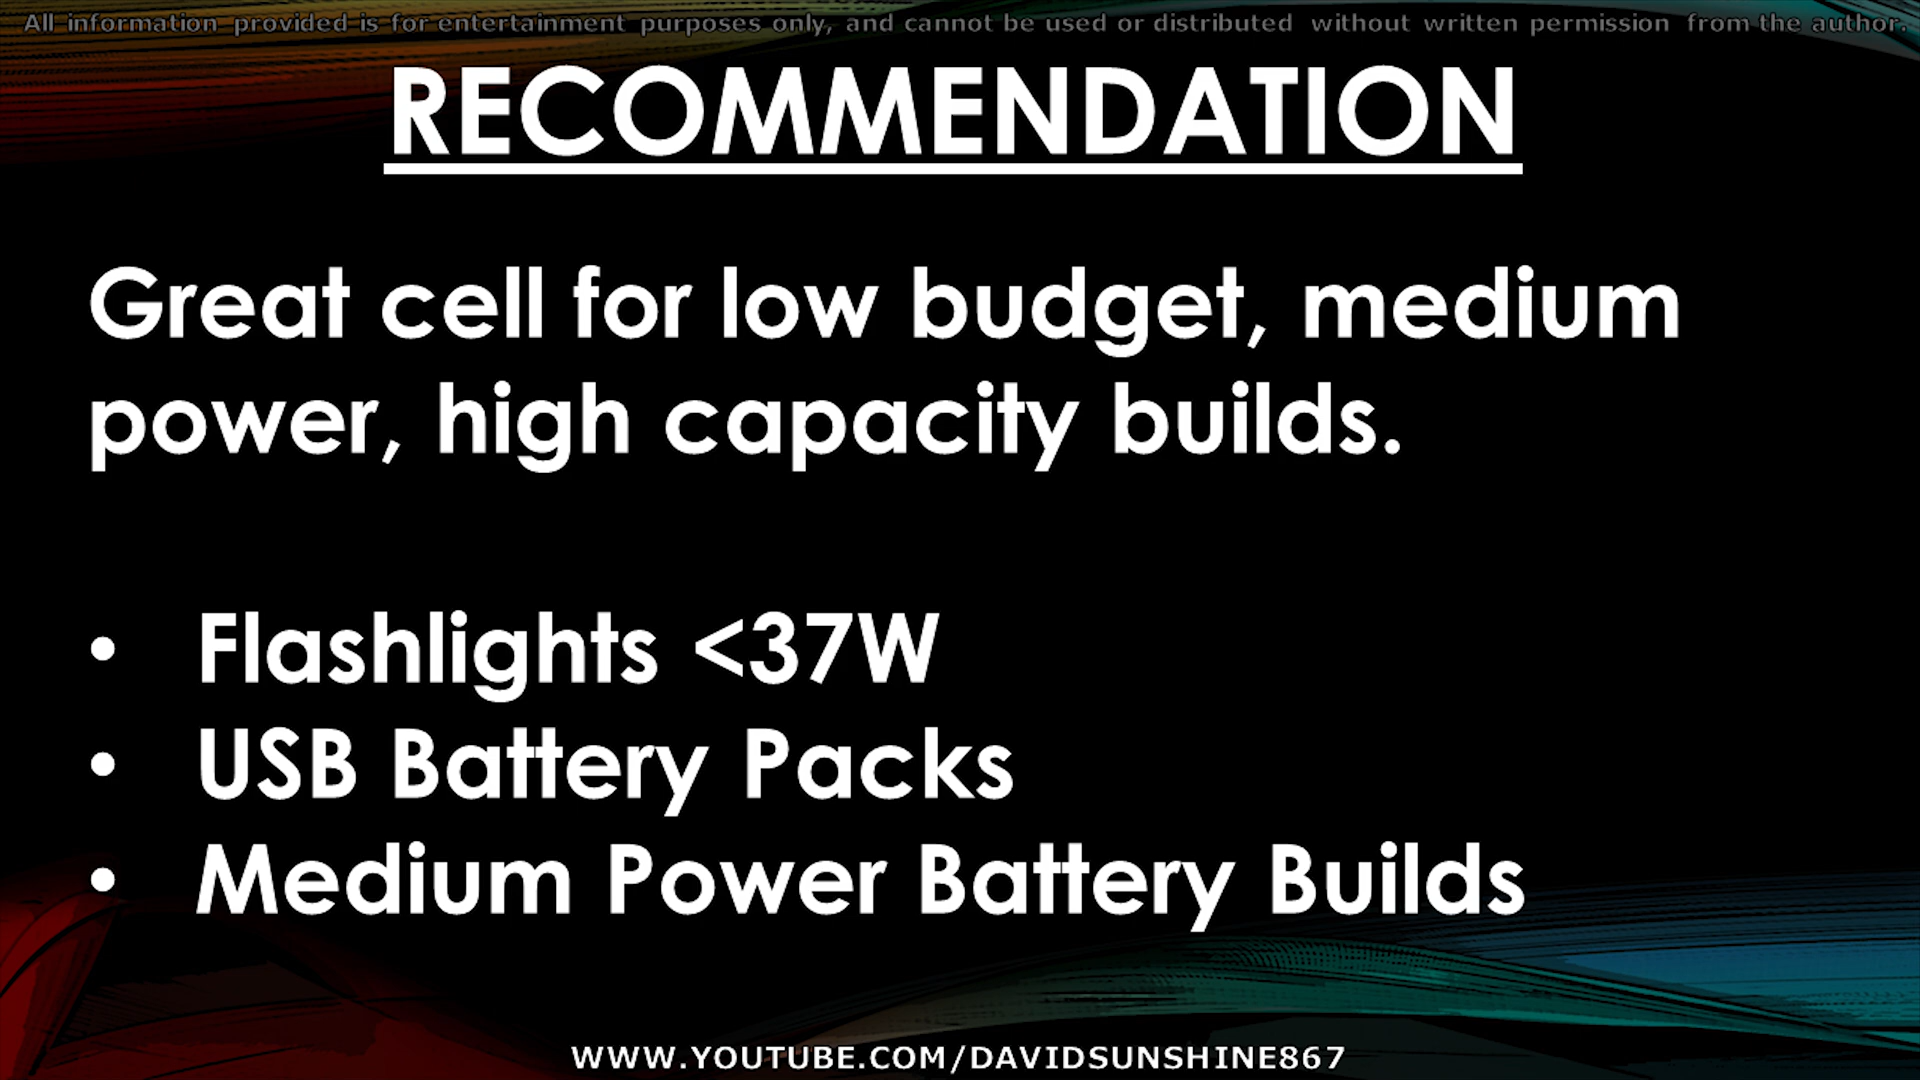 All information provided is for entertainment purposes only, and cannot be used or distributed without written permission from the author.
RECOMMENDATION
Great cell for low budget, medium
power, high capacity builds.
• Flashlights <37W
• USB Battery Packs
• Medium Power Battery Builds
WWW.YOUTUBE.COM/DAVIDSUNSHINE867